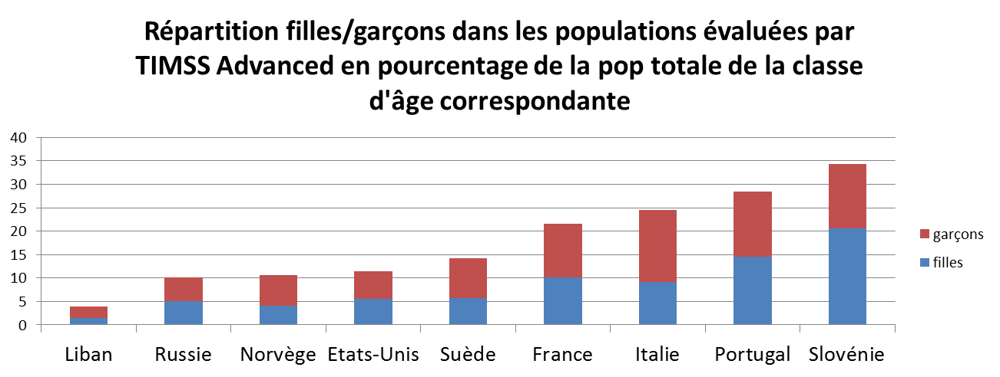 Répartition filles/garçons dans les populations évaluées par
TIMSS Advanced en pourcentage de la pop totale de la classe
d'âge correspondante
40
35
30
25
20
15
10
5
0
garçons
filles
Liban Russie Norvège Etats-Unis Suède France Italie Portugal Slovénie